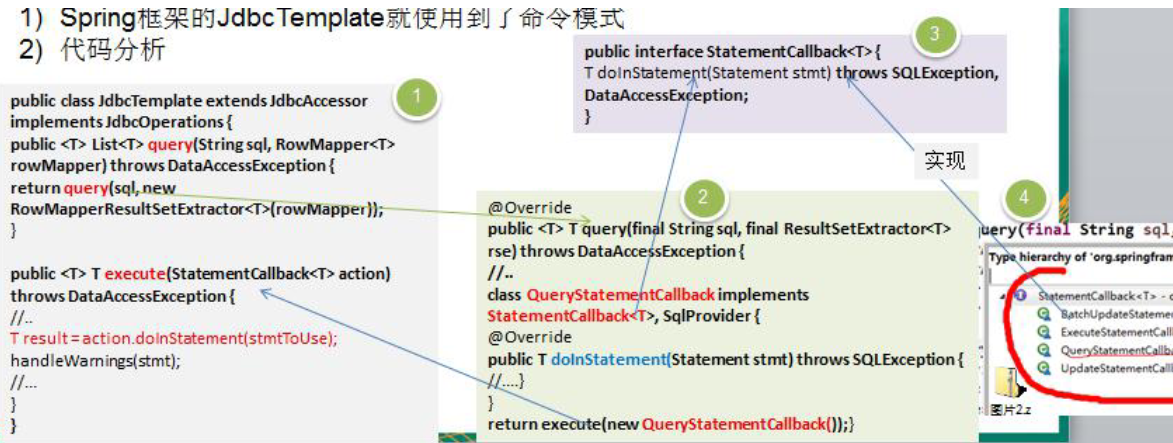 1) Spring框架的JdbcTemplate就使用到了命令模式
2) 代码分析
1
public class JdbcTemplate extends JdbcAccessor
implements JdbcOperations {
public <T> List<T> query(String sql, RowMapper<T>
rowMapper) throws DataAccessException {
return query(sql, new
RowMapperResultSetExtractor<T>(rowMapper));
}
public <T> T execute(StatementCallback<T> action)
throws DataAccessException {
//..
T result = action.doInStatement(stmtToUse);
handleWarnings(stmt);
//...
}
}
2
@Override
public <T> T query(final String sql, final ResultSetExtractor<T>
rse) throws DataAccessException {
//..
class QueryStatementCallback implements
StatementCallback<T>, SqlProvider {
@Override
public T doInStatement(Statement stmt) throws SQLException {
//....}
}
return execute(new QueryStatementCallback());}
3
public interface StatementCallback<T> {
T doInStatement(Statement stmt) throws SQLException,
DataAccessException;
}
实现
4
uery(final String sql,
Type hierarchy of 'org.springfram
StatementCallback<T> - o
BatchUpdateStatemen
ExecuteStatementCall
QueryStatementCallba
UpdateStatementCall
图片2.z